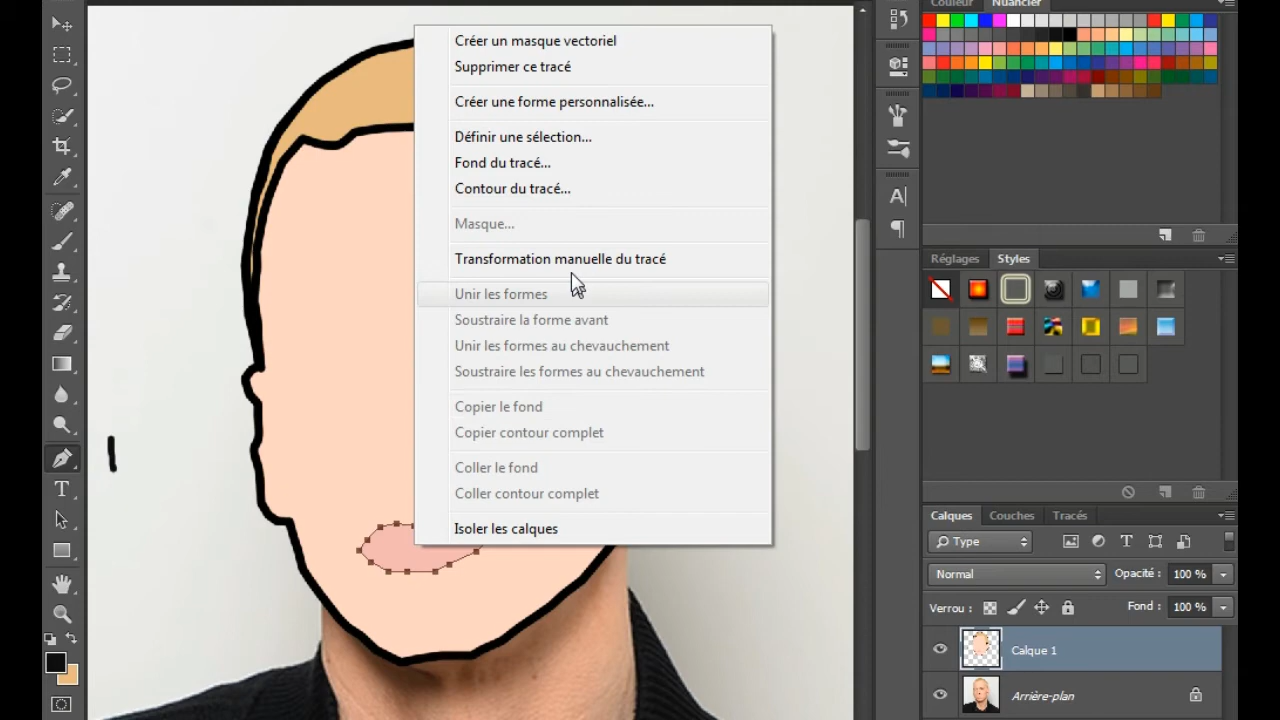 Couleur Nuancier
Créer un masque vectoriel
Supprimer ce tracé
Créer une forme personnalisée...
Définir une sélection...
Fond du tracé...
Contour du tracé...
Masque...
Transformation manuelle du tracé
Unir les formes
Soustraire la forme avant
Unir les formes au chevauchement
Soustraire les formes au chevauchement
Copier le fond
Copier contour complet
Coller le fond
Coller contour complet
Isoler les calques
Réglages Styles
Calques Couches Tracés
Type
Normal Opacité : 100 %
Verrou : Fond : 100 %
Calque 1
Arrière-plan